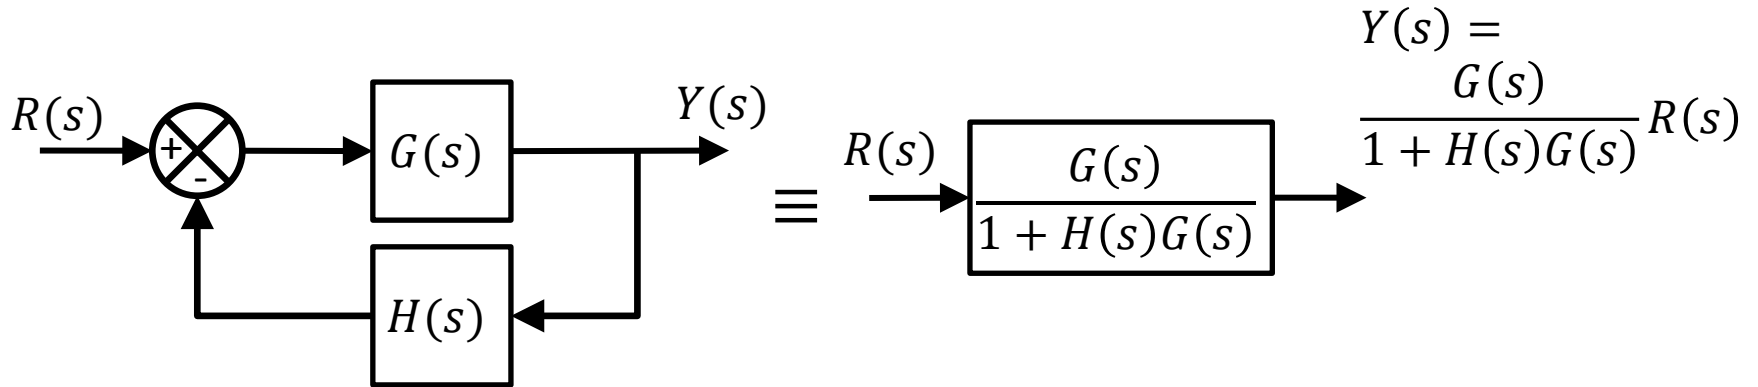 R(s)
+
-
G(s)
Y(s)
H(s)
≡
R(s)
G(s)
1 + H(s)G(s)
Y(s) =
G(s)
1 + H(s)G(s) R(s)